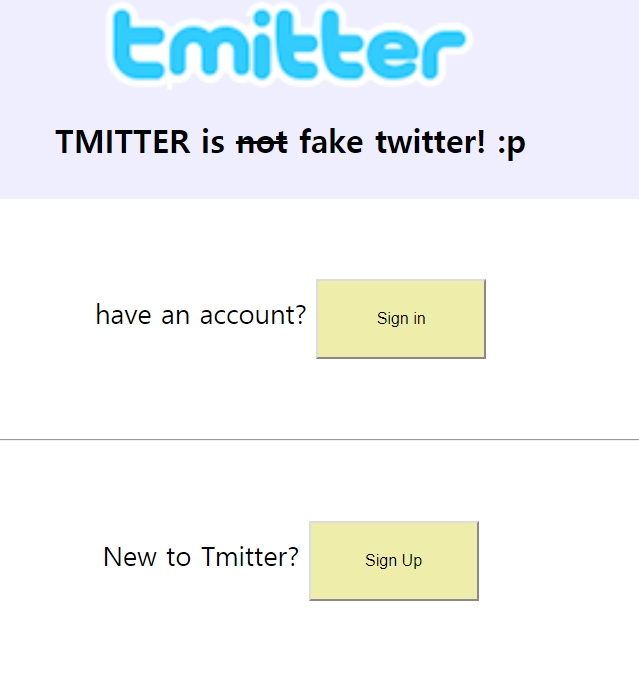 tmitter
TMITTER is not fake twitter! :p
have an account? Sign in
New to Tmitter? Sign Up